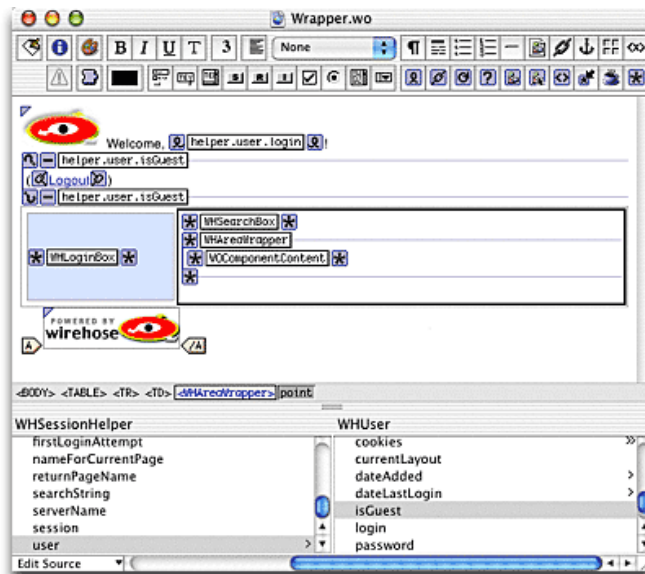 Wrapper.wo
B I U T 3 None
Welcome, helper.user.login !
helper.user.isGuest
(Logout)
helper.user.isGuest
WHSearchBox
WHAreaWrapper
WHLoginBox WOComponentContent
POWERED BY
wirehose
A /A
<BODY> <TABLE> <TR> <TD> <WHAreaWrapper> point
WHSessionHelper WHUser
firstLoginAttempt cookies
nameForCurrentPage currentLayout
returnPageName dateAdded
searchString dateLastLogin
serverName isGuest
session login
user password
Edit Source